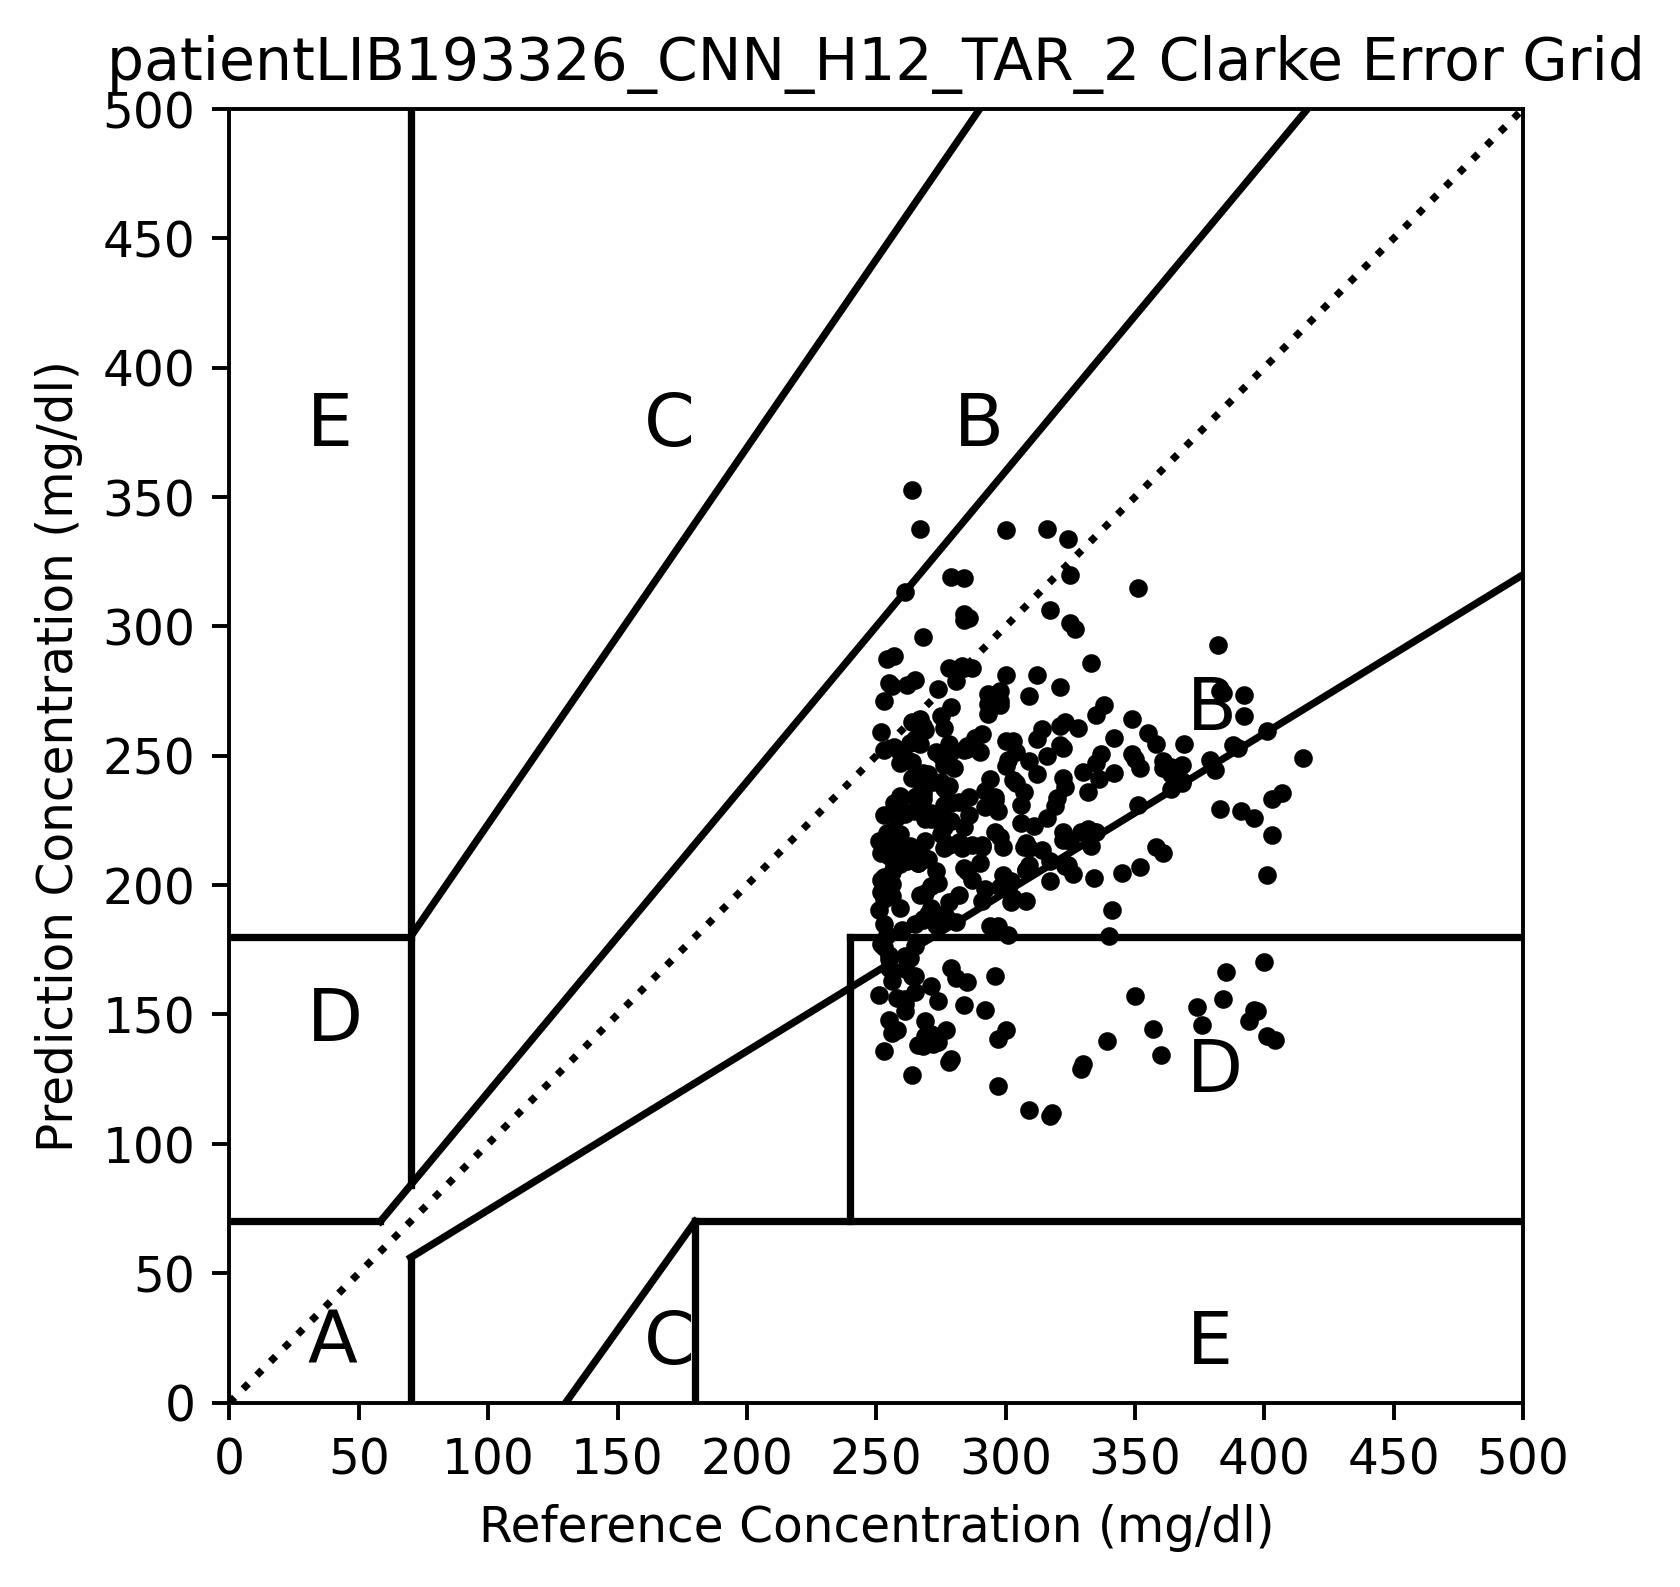 patientLIB193326_CNN_H12_TAR_2 Clarke Error Grid
Prediction Concentration (mg/dl)
500
450
400
350
300
250
200
150
100
50
0
E
C
B
B
D
D
A
C
E
0 50 100 150 200 250 300 350 400 450 500
Reference Concentration (mg/dl)